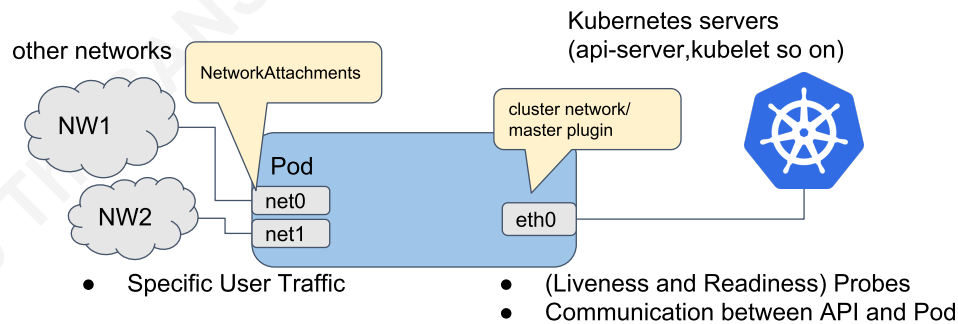 Kubernetes servers
(api-server,kubelet so on)
other networks
NetworkAttachments
cluster network/
master plugin
NW1
Pod
net0
NW2
eth0
net1
● Specific User Traffic
● (Liveness and Readiness) Probes
● Communication between API and Pod